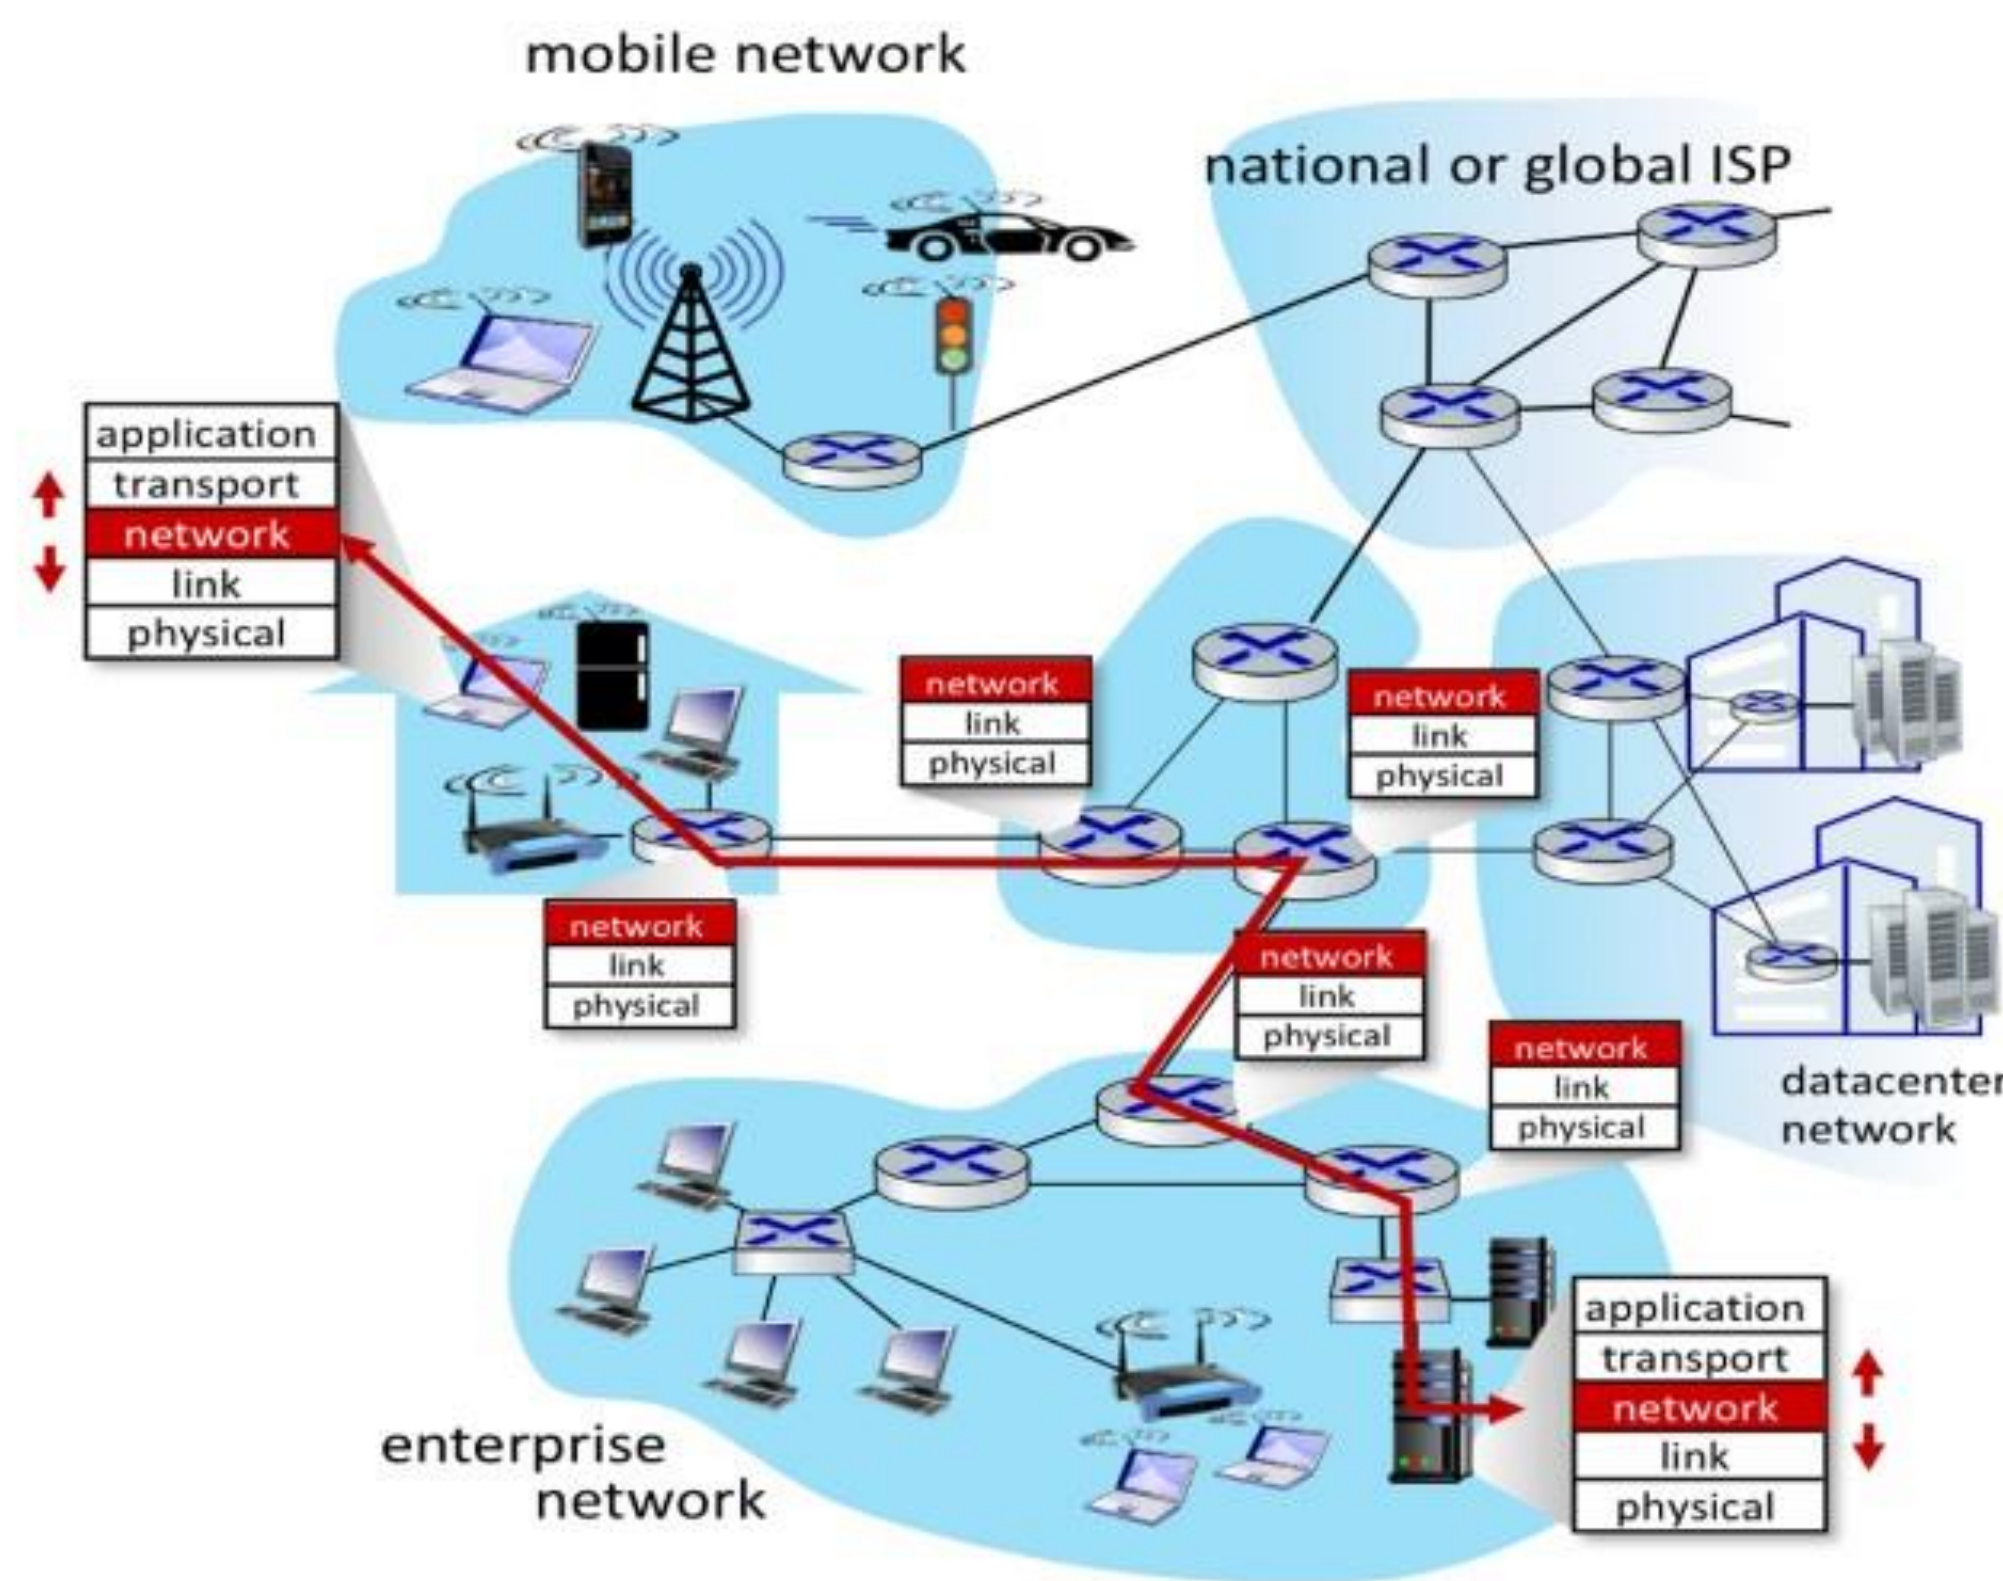 mobile network
national or global ISP
application
transport
network
link
physical
network
link
physical
network
link
physical
network
link
physical
network
link
physical
network
link
physical
datacenter
network
application
transport
network
link
physical
enterprise
network